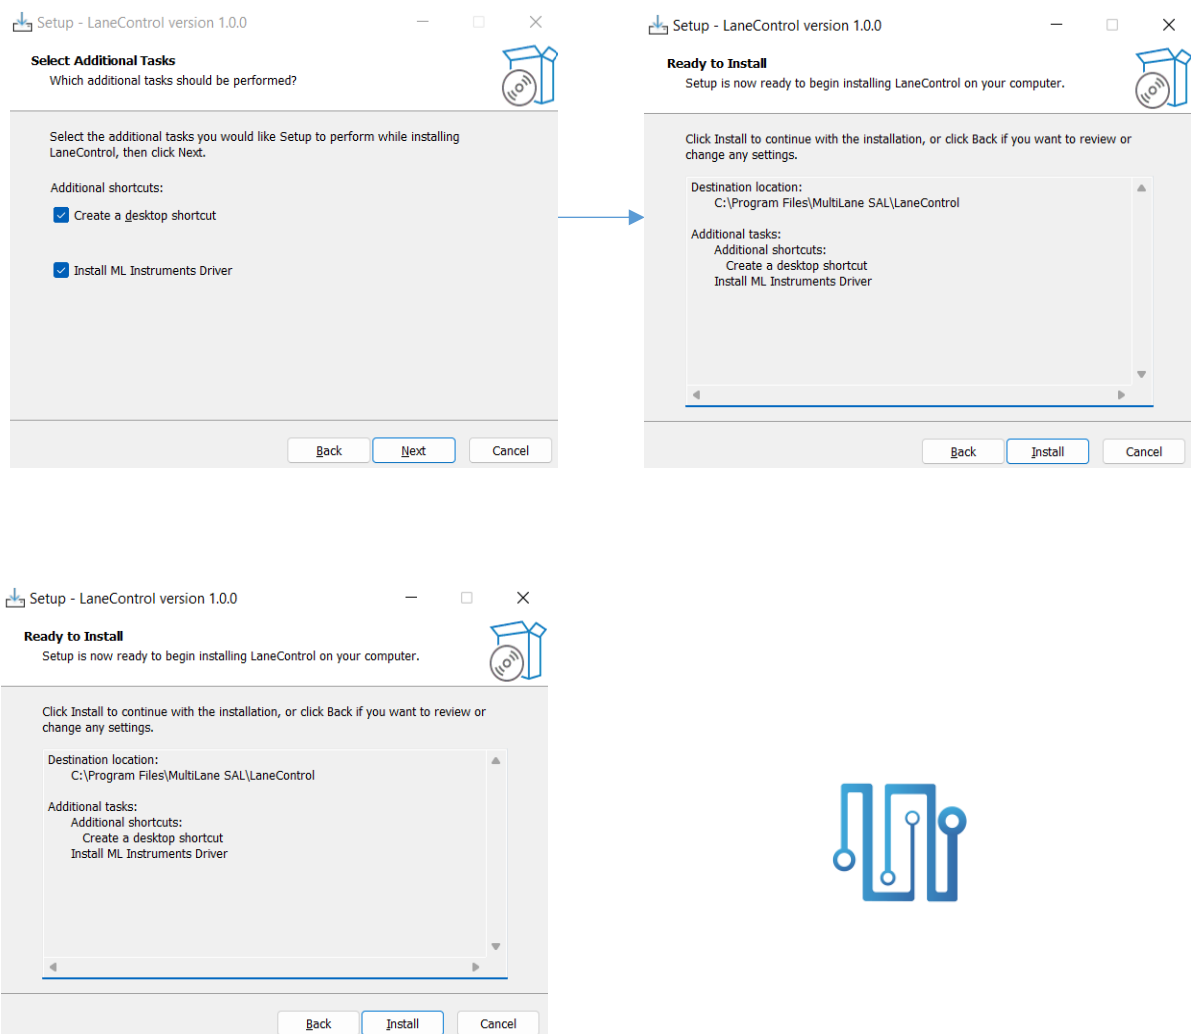 Setup - LaneControl version 1.0.0
Select Additional Tasks
Which additional tasks should be performed?
Select the additional tasks you would like Setup to perform while installing
LaneControl, then click Next.
Additional shortcuts:
Create a desktop shortcut
Install ML Instruments Driver
Back
Next
Cancel
Setup - LaneControl version 1.0.0
Ready to Install
Setup is now ready to begin installing LaneControl on your computer.
Click Install to continue with the installation, or click Back if you want to review or
change any settings.
Destination location:
C:\Program Files\MultiLane SAL\LaneControl
Additional tasks:
Additional shortcuts:
Create a desktop shortcut
Install ML Instruments Driver
Back
Install
Cancel
Setup - LaneControl version 1.0.0
Ready to Install
Setup is now ready to begin installing LaneControl on your computer.
Click Install to continue with the installation, or click Back if you want to review or
change any settings.
Destination location:
C:\Program Files\MultiLane SAL\LaneControl
Additional tasks:
Additional shortcuts:
Create a desktop shortcut
Install ML Instruments Driver
Back
Install
Cancel